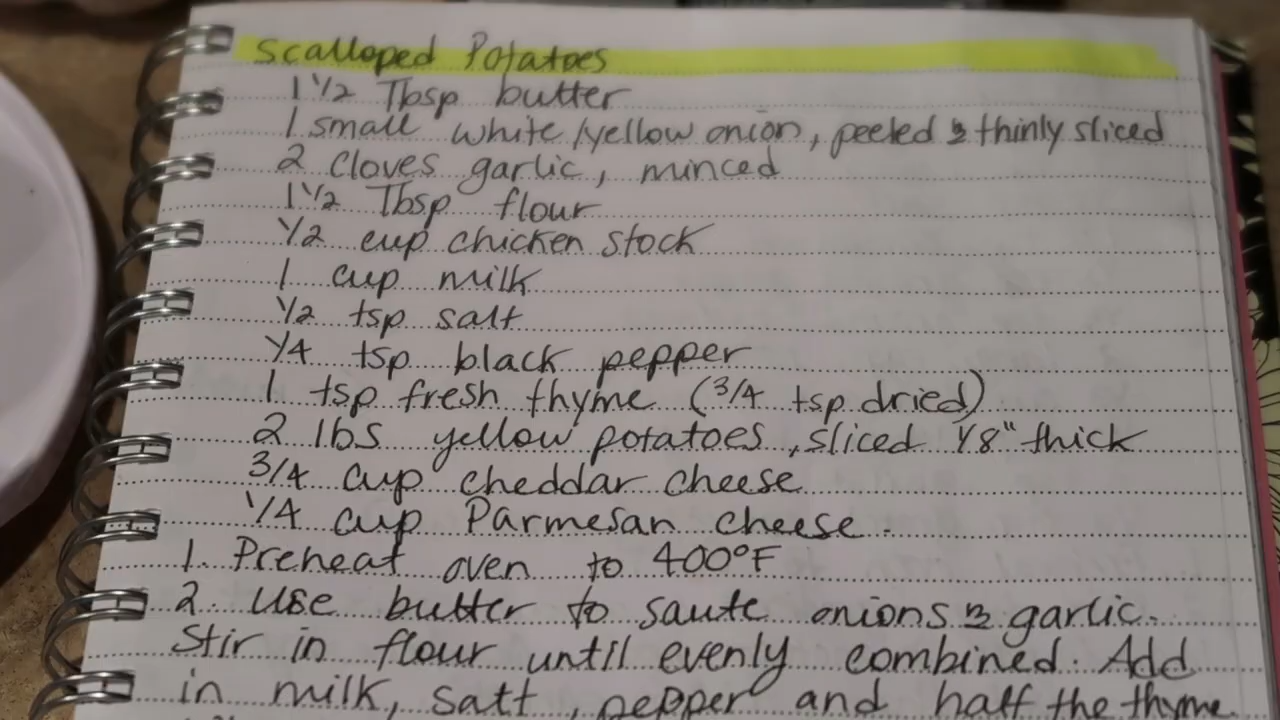 Scalloped Potatoes
1 1/2 Tbsp butter
1 small white/yellow onion, peeled & thinly sliced
2 cloves garlic, minced
1 1/2 Tbsp flour
1/2 cup chicken stock
1 cup milk
1/2 tsp salt
1/4 tsp black pepper
1 tsp fresh thyme (3/4 tsp dried)
2 lbs yellow potatoes, sliced 1/8" thick
3/4 cup cheddar cheese
1/4 cup Parmesan cheese.
1. Preheat oven to 400°F
2. Use butter to saute onions & garlic.
Stir in flour until evenly combined. Add
in milk, salt, pepper and half the thyme.